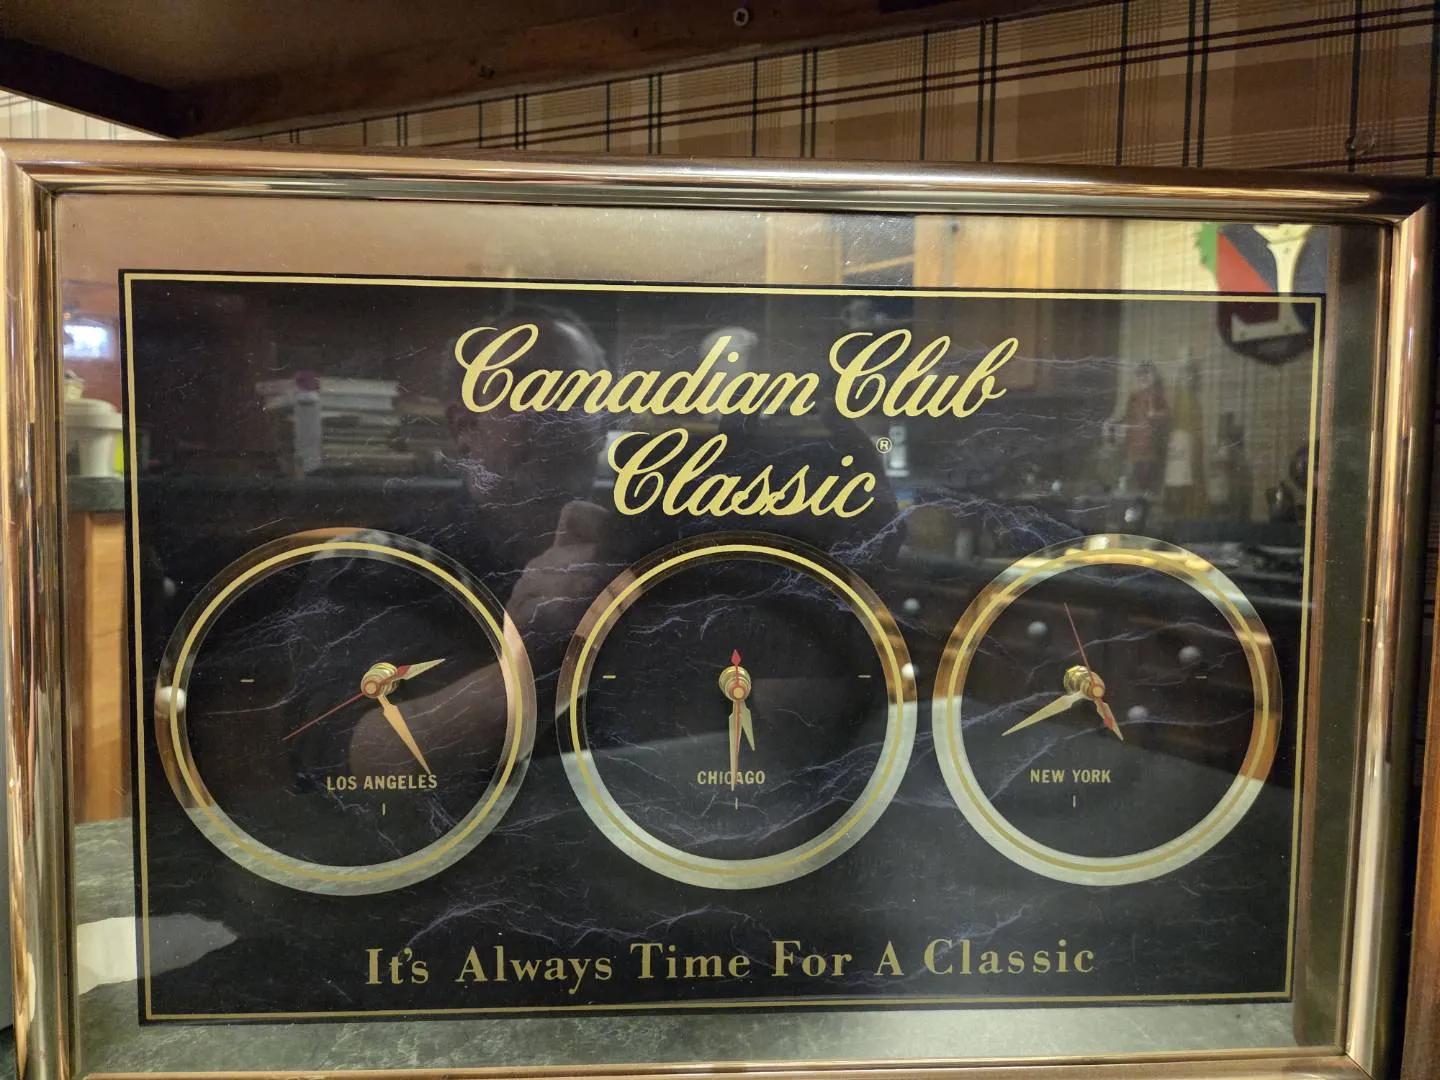 Canadian Club
Classic®
LOS ANGELES
CHICAGO
NEW YORK
It's Always Time For A Classic